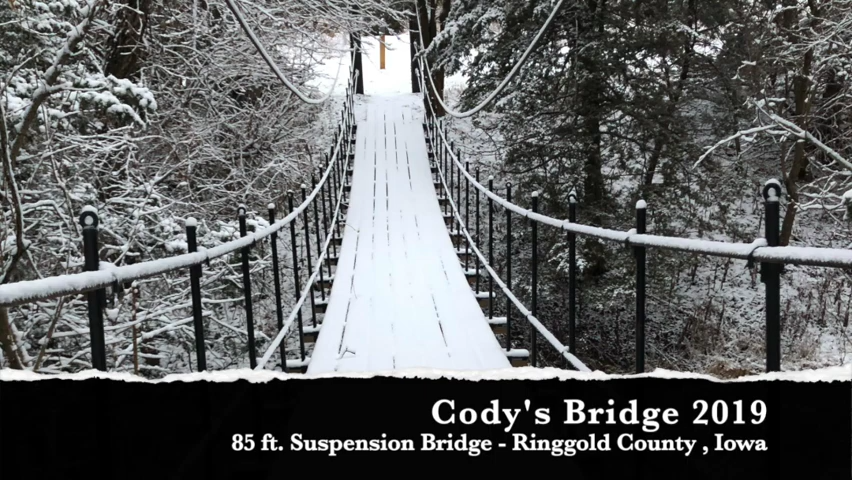 Cody's Bridge 2019
85 ft. Suspension Bridge - Ringgold County , Iowa